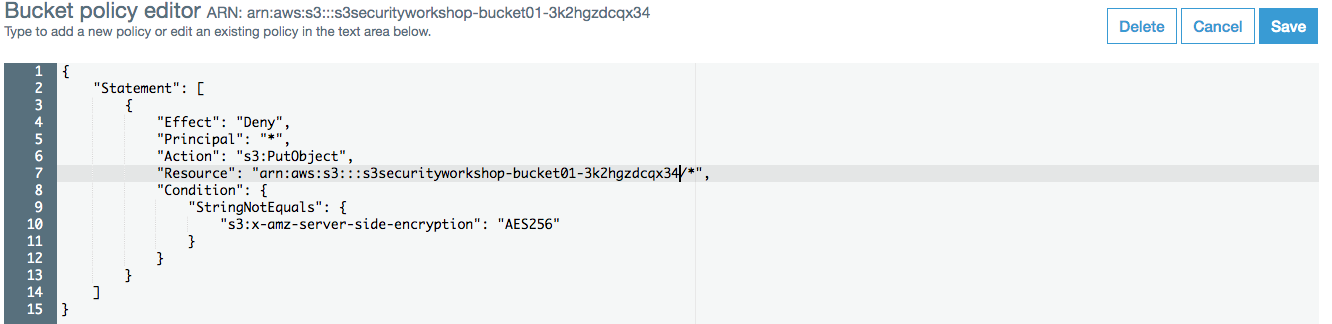 Bucket policy editor ARN: arn:aws:s3:::s3securityworkshop-bucket01-3k2hgzdcqx34
Type to add a new policy or edit an existing policy in the text area below.
Delete Cancel Save
1 {
2 "Statement": [
3 {
4 "Effect": "Deny",
5 "Principal": "*",
6 "Action": "s3:PutObject",
7 "Resource": "arn:aws:s3:::s3securityworkshop-bucket01-3k2hgzdcqx34/*",
8 "Condition": {
9 "StringNotEquals": {
10 "s3:x-amz-server-side-encryption": "AES256"
11 }
12 }
13 }
14 ]
15 }